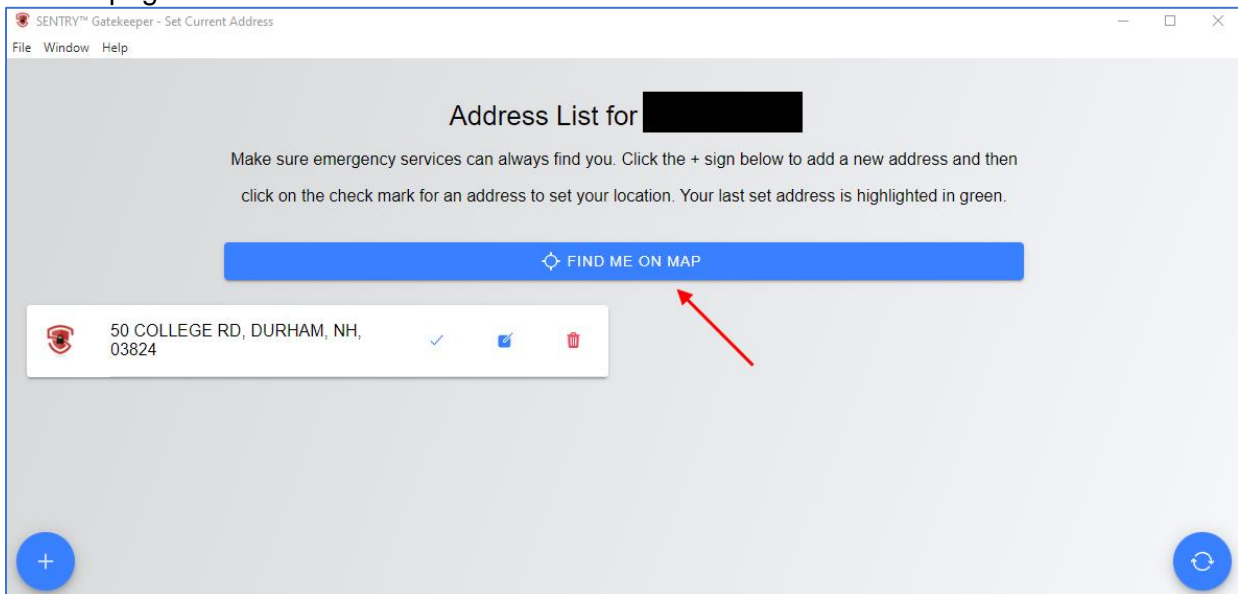 SENTRY™ Gatekeeper - Set Current Address
File Window Help
Address List for
Make sure emergency services can always find you. Click the + sign below to add a new address and then
click on the check mark for an address to set your location. Your last set address is highlighted in green.
FIND ME ON MAP
50 COLLEGE RD, DURHAM, NH,
03824